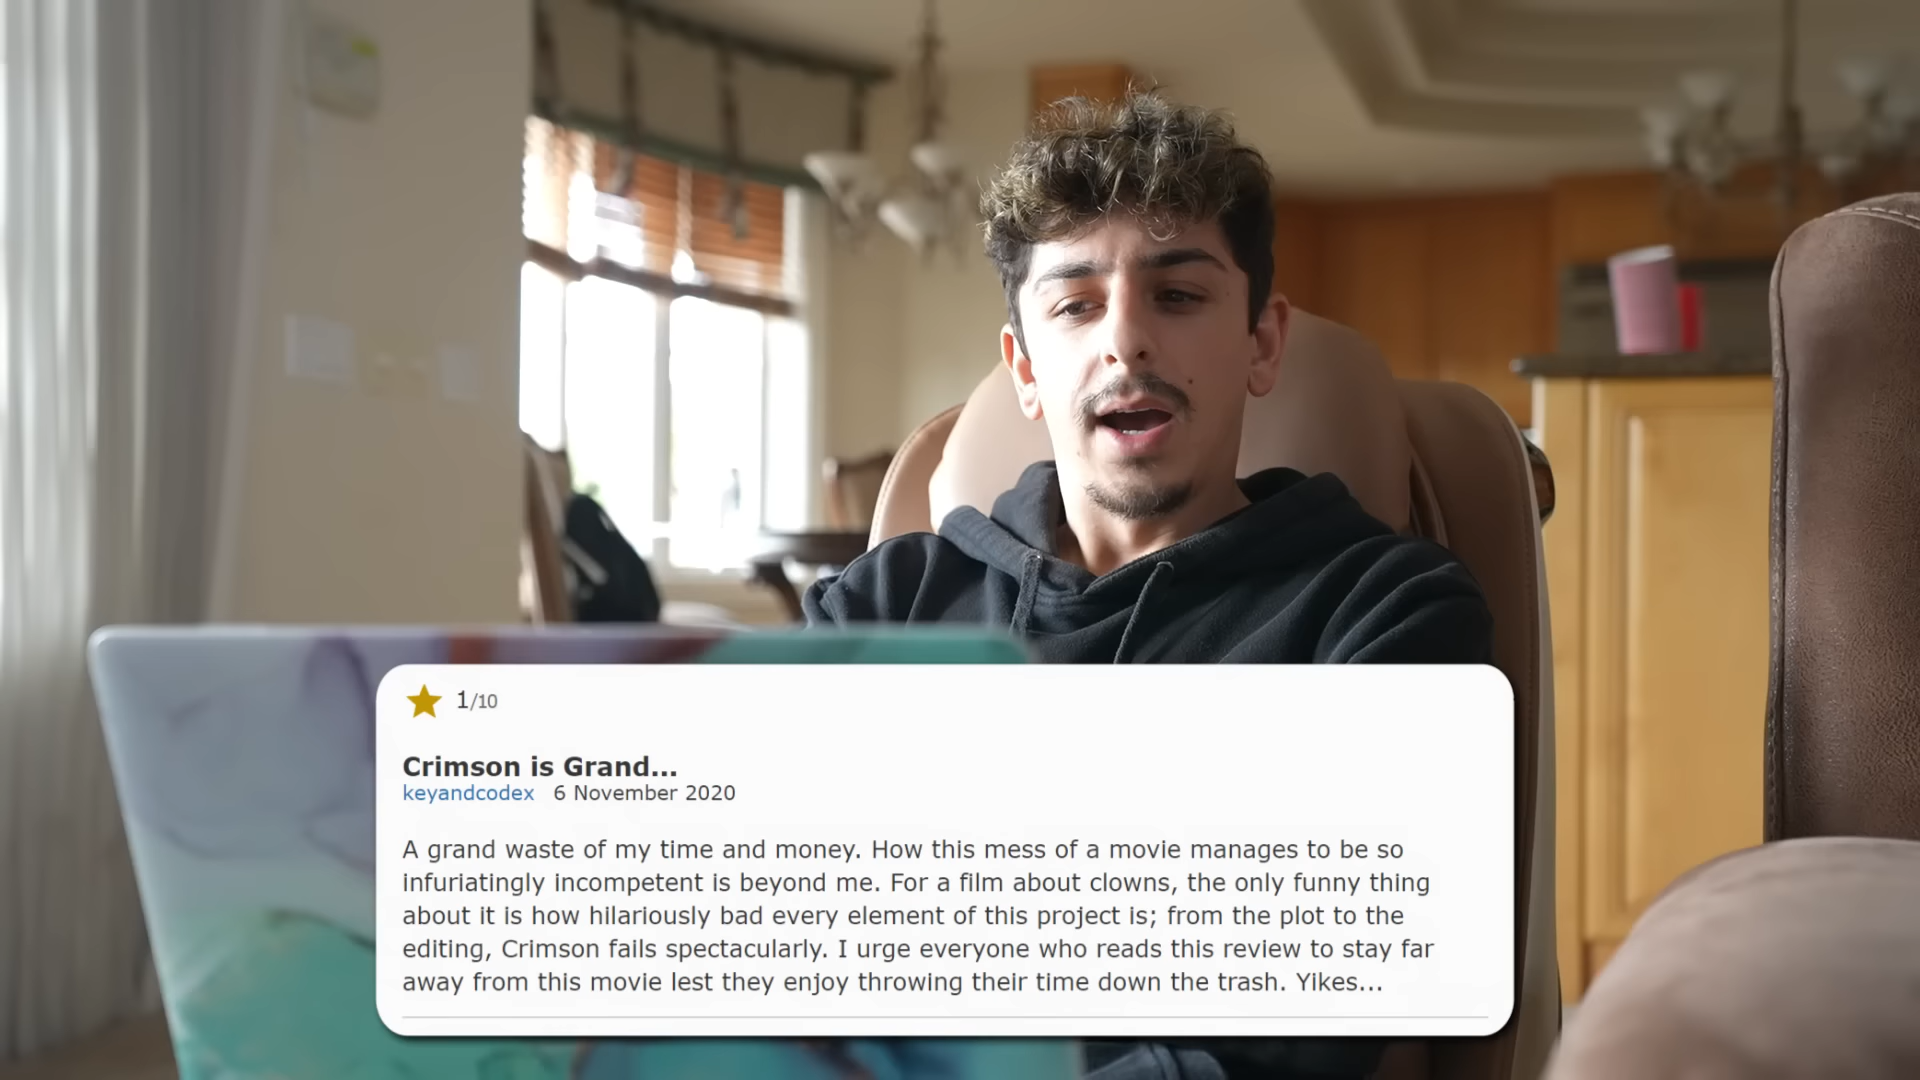 1/10
Crimson is Grand...
keyandcodex 6 November 2020
A grand waste of my time and money. How this mess of a movie manages to be so
infuriatingly incompetent is beyond me. For a film about clowns, the only funny thing
about it is how hilariously bad every element of this project is; from the plot to the
editing, Crimson fails spectacularly. I urge everyone who reads this review to stay far
away from this movie lest they enjoy throwing their time down the trash. Yikes...